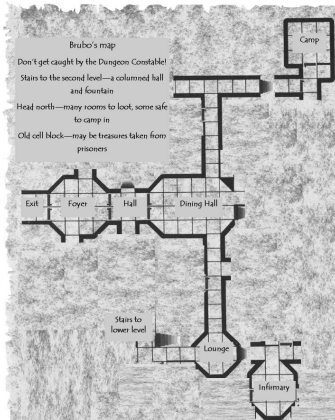 Brubo's map
Don't get caught by the Dungeon Constable!
Stairs to the second level—a columned hall
and fountain
Head north—many rooms to loot, some safe
to camp in
Old cell block—may be treasures taken from
prisoners
Camp
Exit
Foyer
Hall
Dining Hall
Stairs to
lower level
Lounge
Infirmary